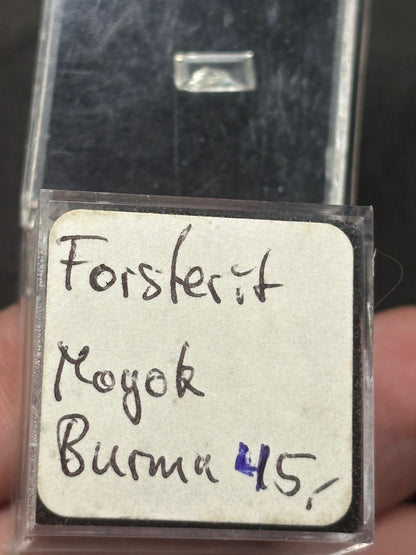 Forsterit
Mogok
Burma 45,-